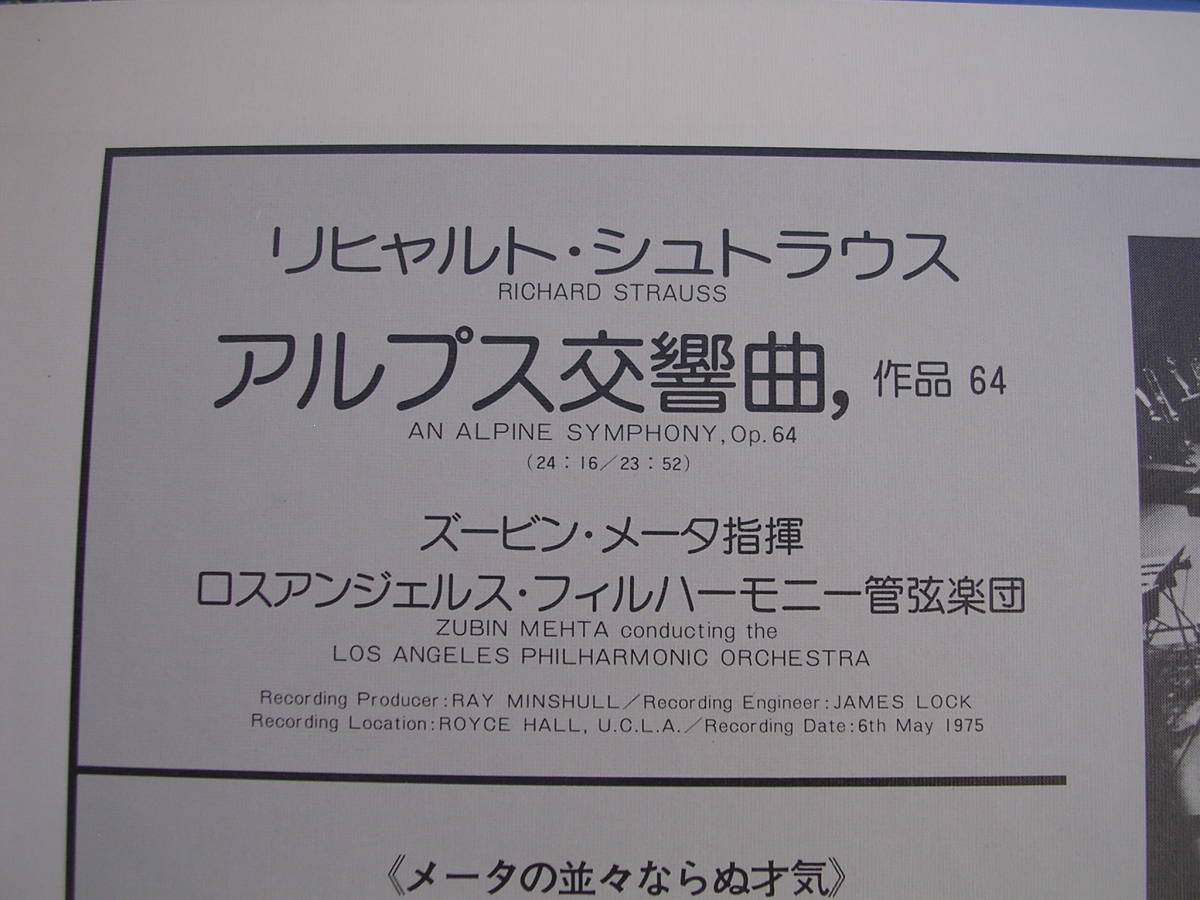 リヒャルト・シュトラウス
RICHARD STRAUSS
アルプス交響曲, 作品 64
AN ALPINE SYMPHONY, Op. 64
(24:16/23:52)
ズービン・メータ指揮
ロスアンジェルス・フィルハーモニー管弦楽団
ZUBIN MEHTA conducting the
LOS ANGELES PHILHARMONIC ORCHESTRA
Recording Producer:RAY MINSHULL/Recording Engineer:JAMES LOCK
Recording Location:ROYCE HALL, U.C.L.A./Recording Date:6th May 1975
《メータの並々ならぬ才気》